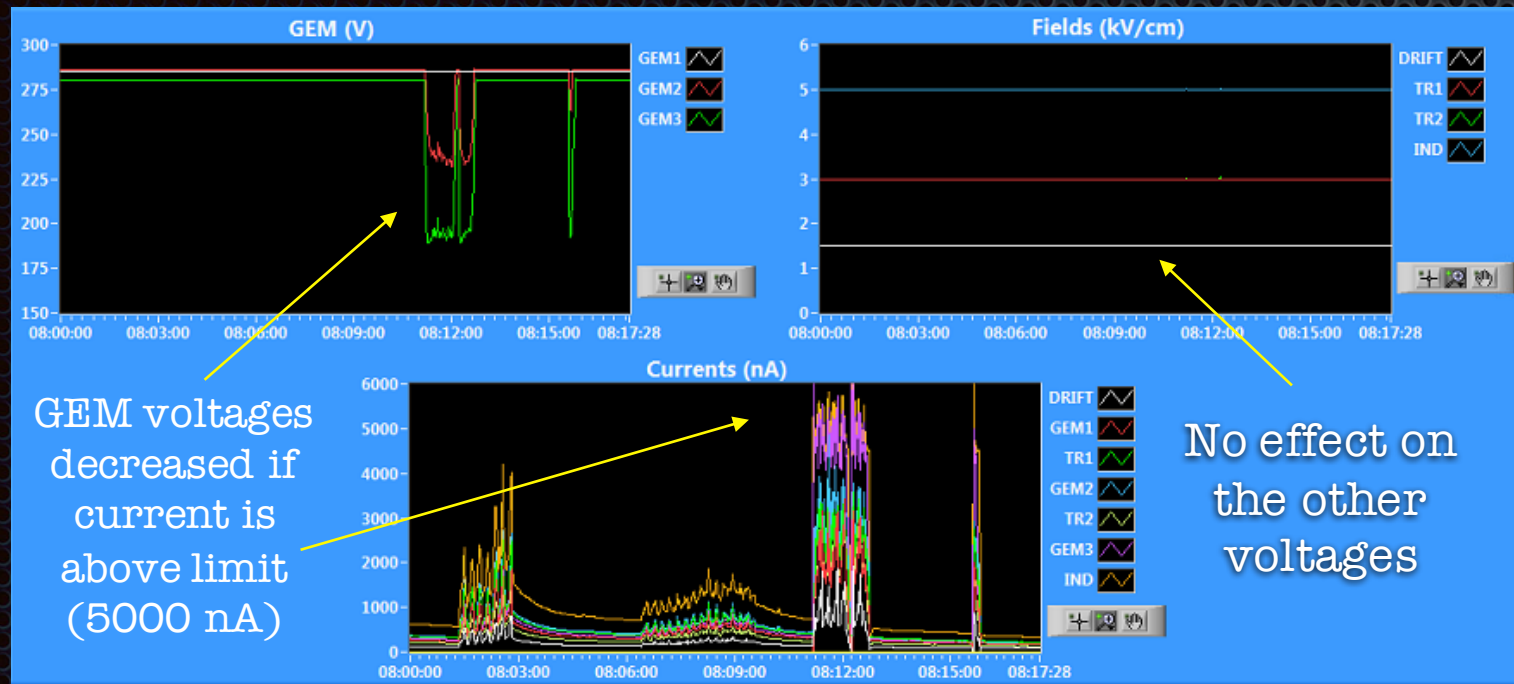 GEM (V)
300
275
250
225
200
175
150
08:00:00 08:03:00 08:06:00 08:09:00 08:12:00 08:15:00 08:17:28
GEM1
GEM2
GEM3
Fields (kV/cm)
6
5
4
3
2
1
0
08:00:00 08:03:00 08:06:00 08:09:00 08:12:00 08:15:00 08:17:28
DRIFT
TR1
TR2
IND
GEM voltages
decreased if
current is
above limit
(5000 nA)
Currents (nA)
6000
5000
4000
3000
2000
1000
0
08:00:00 08:03:00 08:06:00 08:09:00 08:12:00 08:15:00 08:17:28
DRIFT
GEM1
TR1
GEM2
TR2
GEM3
IND
No effect on
the other
voltages